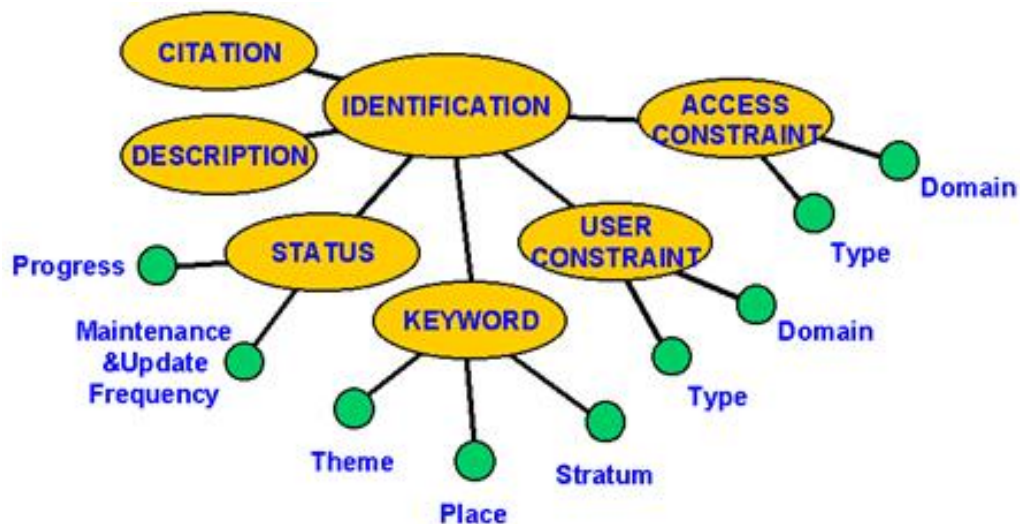 CITATION
IDENTIFICATION
ACCESS
CONSTRAINT
DESCRIPTION
Domain
USER
CONSTRAINT
Type
STATUS
Progress
KEYWORD
Maintenance
&Update
Frequency
Domain
Type
Theme
Stratum
Place